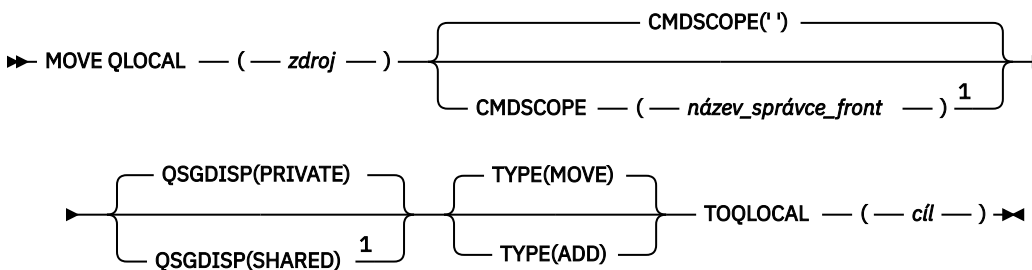 CMDSCOPE(' ')
MOVE QLOCAL ( zdroj )
CMDSCOPE ( název_správce_front ) 1
QSGDISP(PRIVATE) TYPE(MOVE)
TOQLOCAL ( cíl )
QSGDISP(SHARED) 1 TYPE(ADD)